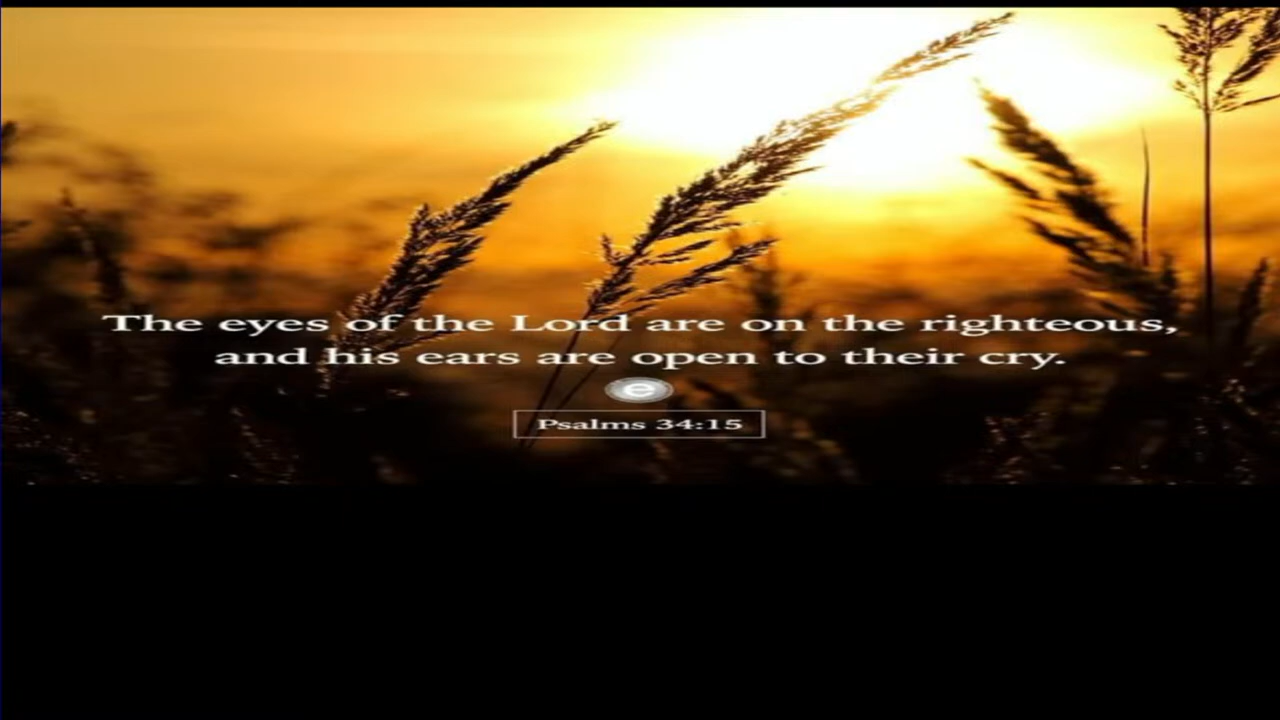 The eyes of the Lord are on the righteous,
and his ears are open to their cry.
e
Psalms 34:15